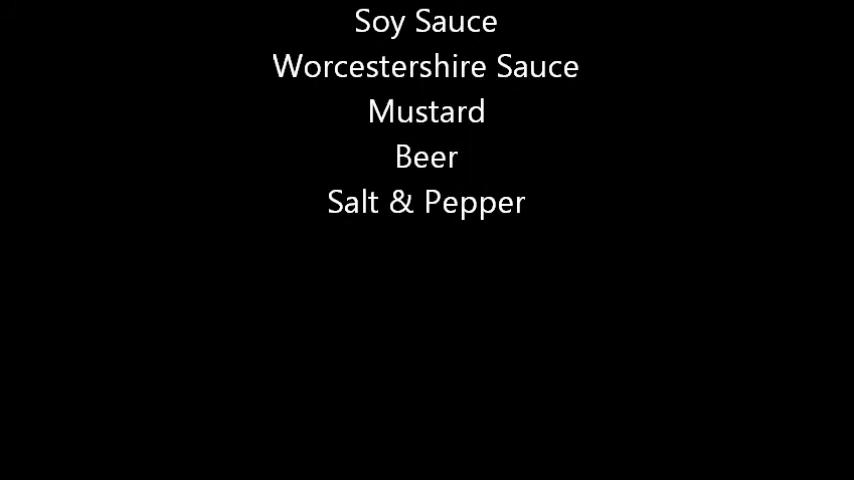 Soy Sauce
Worcestershire Sauce
Mustard
Beer
Salt & Pepper